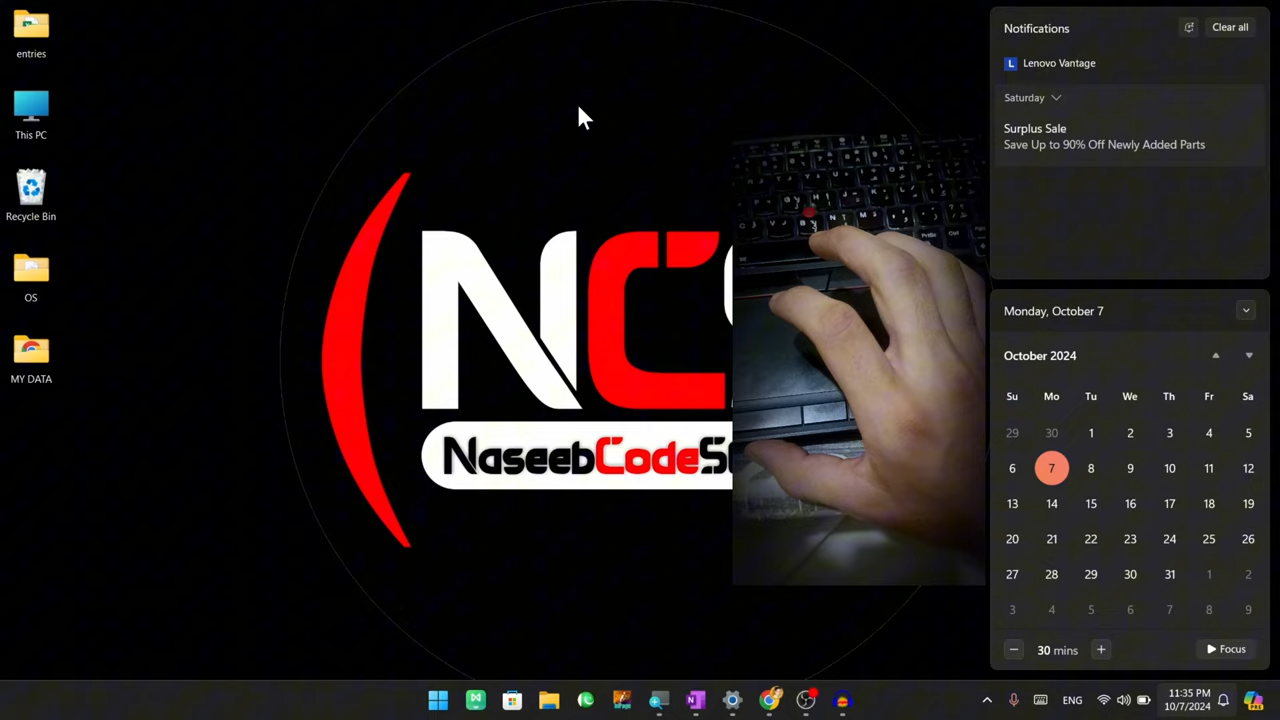 entries
This PC
Recycle Bin
OS
MY DATA
NC
NaseebCode
Notifications
Clear all
L
Lenovo Vantage
Saturday
Surplus Sale
Save Up to 90% Off Newly Added Parts
Monday, October 7
October 2024
Su Mo Tu We Th Fr Sa
29 30 1 2 3 4 5
6 7 8 9 10 11 12
13 14 15 16 17 18 19
20 21 22 23 24 25 26
27 28 29 30 31 1 2
3 4 5 6 7 8 9
30 mins
Focus
ENG
11:35 PM
10/7/2024